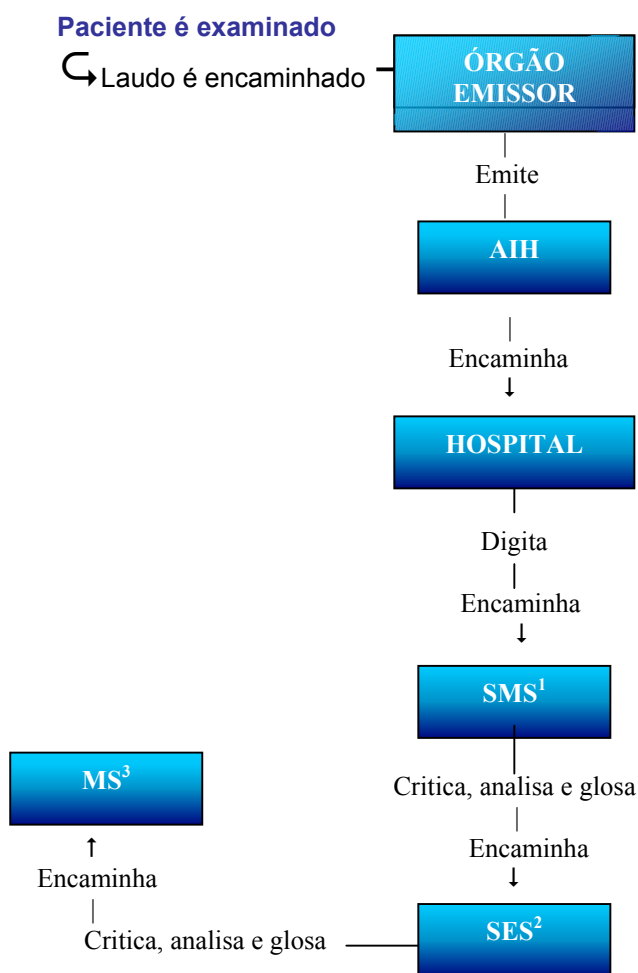 Paciente é examinado
Laudo é encaminhado
ÓRGÃO
EMISSOR
Emite
AIH
Encaminha
HOSPITAL
Digita
Encaminha
SMS¹
Critica, analisa e glosa
Encaminha
SES²
Critica, analisa e glosa
Encaminha
MS³